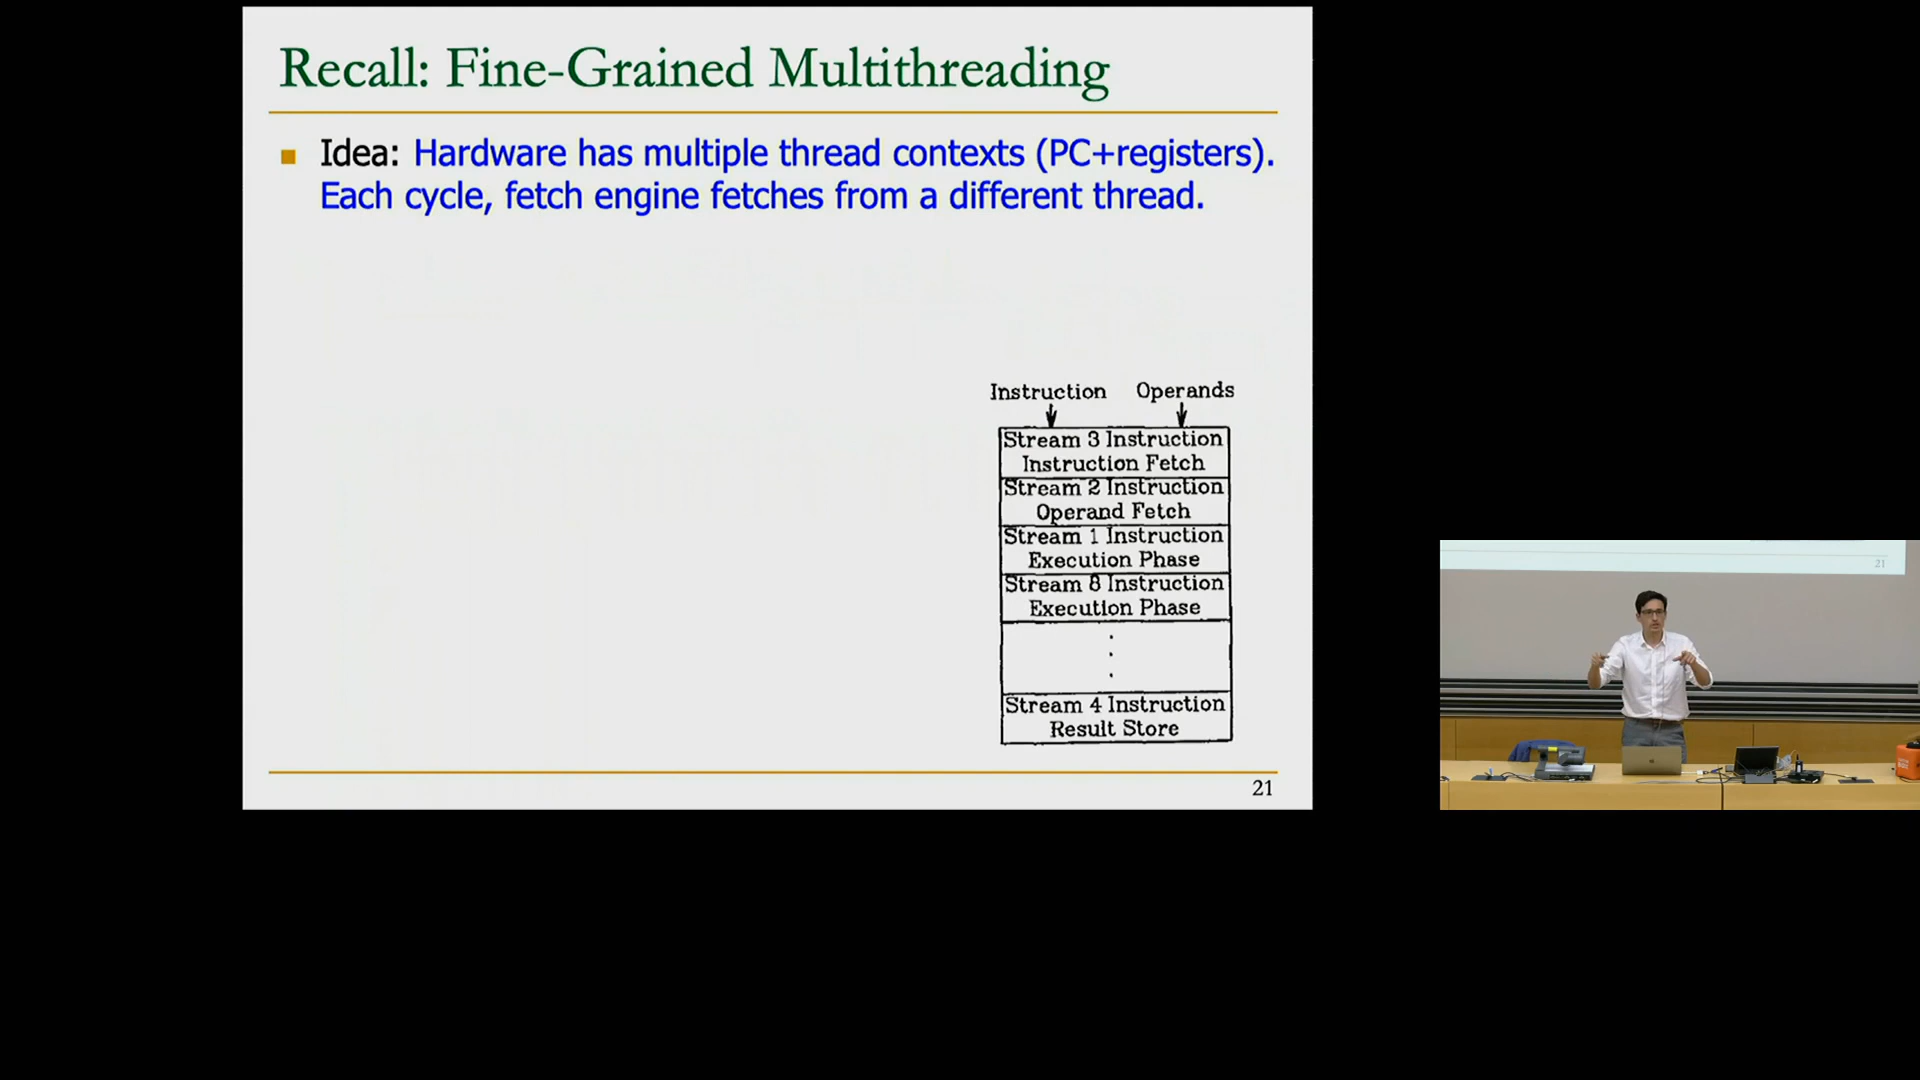 Recall: Fine-Grained Multithreading
Idea: Hardware has multiple thread contexts (PC+registers).
Each cycle, fetch engine fetches from a different thread.
Instruction Operands
Stream 3 Instruction
Instruction Fetch
Stream 2 Instruction
Operand Fetch
Stream 1 Instruction
Execution Phase
Stream 8 Instruction
Execution Phase
Stream 4 Instruction
Result Store
21
21